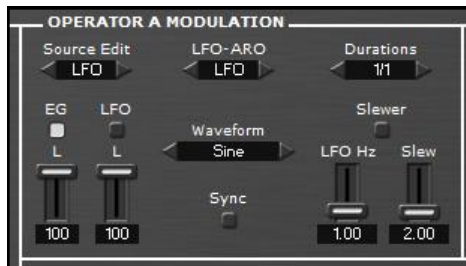 OPERATOR A MODULATION
Source Edit LFO-ARO Durations
LFO LFO 1/1
EG LFO Slewer
Waveform
L L Sine LFO Hz Slew
Sync
100 100 1.00 2.00